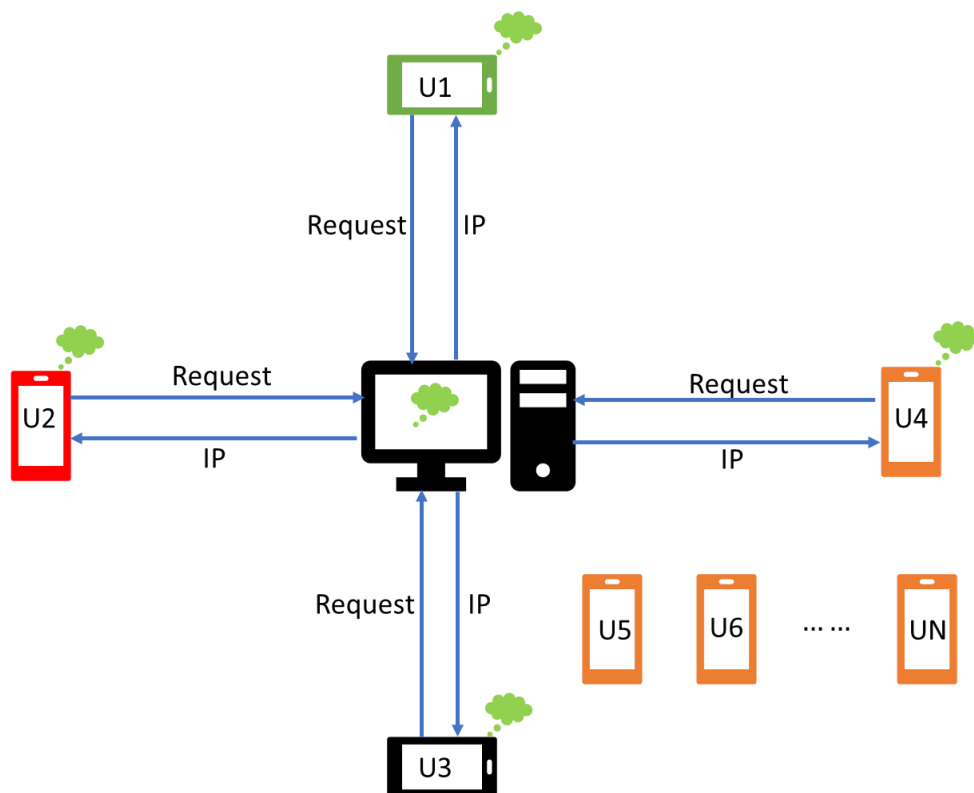 U1
Request
IP
Request
U2
IP
Request
U4
IP
Request
IP
U5
U6
... ...
UN
U3